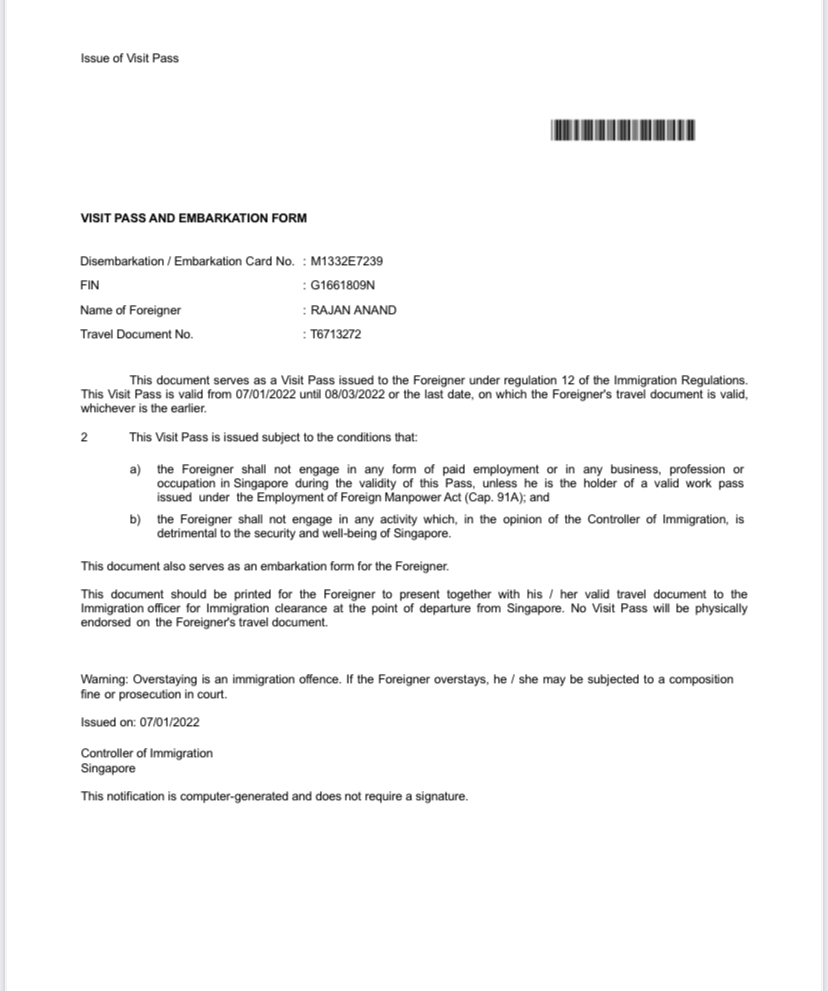 Issue of Visit Pass
VISIT PASS AND EMBARKATION FORM
Disembarkation / Embarkation Card No. : M1332E7239
FIN : G1661809N
Name of Foreigner : RAJAN ANAND
Travel Document No. : T6713272
This document serves as a Visit Pass issued to the Foreigner under regulation 12 of the Immigration Regulations.
This Visit Pass is valid from 07/01/2022 until 08/03/2022 or the last date, on which the Foreigner's travel document is valid,
whichever is the earlier.
2 This Visit Pass is issued subject to the conditions that:
a) the Foreigner shall not engage in any form of paid employment or in any business, profession or
occupation in Singapore during the validity of this Pass, unless he is the holder of a valid work pass
issued under the Employment of Foreign Manpower Act (Cap. 91A); and
b) the Foreigner shall not engage in any activity which, in the opinion of the Controller of Immigration, is
detrimental to the security and well-being of Singapore.
This document also serves as an embarkation form for the Foreigner.
This document should be printed for the Foreigner to present together with his / her valid travel document to the
Immigration officer for Immigration clearance at the point of departure from Singapore. No Visit Pass will be physically
endorsed on the Foreigner's travel document.
Warning: Overstaying is an immigration offence. If the Foreigner overstays, he / she may be subjected to a composition
fine or prosecution in court.
Issued on: 07/01/2022
Controller of Immigration
Singapore
This notification is computer-generated and does not require a signature.